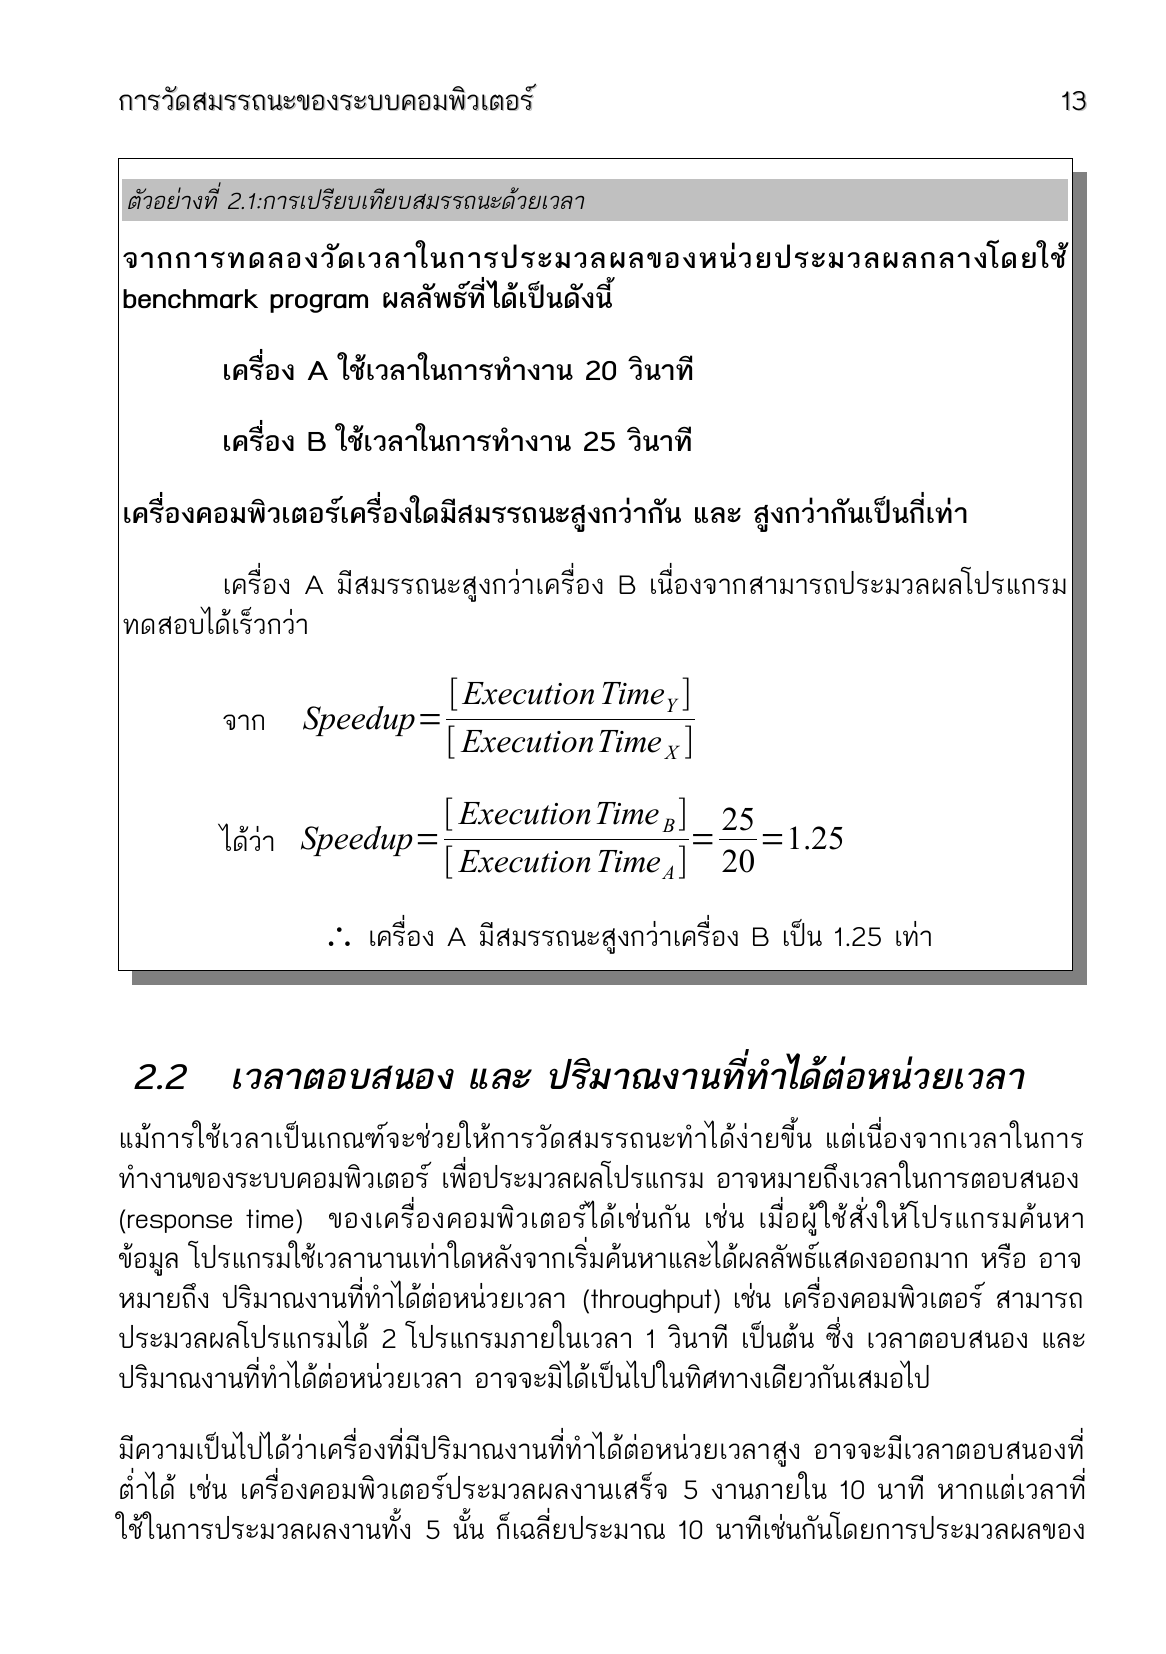 การวัดสมรรถนะของระบบคอมพิวเตอร์ 13
ตัวอย่างที่ 2.1:การเปรียบเทียบสมรรถนะด้วยเวลา
จากการทดลองวัดเวลาในการประมวลผลของหน่วยประมวลผลกลางโดยใช้
benchmark program ผลลัพธ์ที่ได้เป็นดังนี้
เครื่อง A ใช้เวลาในการทำงาน 20 วินาที
เครื่อง B ใช้เวลาในการทำงาน 25 วินาที
เครื่องคอมพิวเตอร์เครื่องใดมีสมรรถนะสูงกว่ากัน และ สูงกว่ากันเป็นกี่เท่า
เครื่อง A มีสมรรถนะสูงกว่าเครื่อง B เนื่องจากสามารถประมวลผลโปรแกรม
ทดสอบได้เร็วกว่า
จาก Speedup = [Execution Time_Y] / [Execution Time_X]
ได้ว่า Speedup = [Execution Time_B] / [Execution Time_A] = 25/20 = 1.25
∴ เครื่อง A มีสมรรถนะสูงกว่าเครื่อง B เป็น 1.25 เท่า
2.2 เวลาตอบสนอง และ ปริมาณงานที่ทำได้ต่อหน่วยเวลา
แม้การใช้เวลาเป็นเกณฑ์จะช่วยให้การวัดสมรรถนะทำได้ง่ายขี้น แต่เนื่องจากเวลาในการ
ทำงานของระบบคอมพิวเตอร์ เพื่อประมวลผลโปรแกรม อาจหมายถึงเวลาในการตอบสนอง
(response time) ของเครื่องคอมพิวเตอร์ได้เช่นกัน เช่น เมื่อผู้ใช้สั่งให้โปรแกรมค้นหา
ข้อมูล โปรแกรมใช้เวลานานเท่าใดหลังจากเริ่มค้นหาและได้ผลลัพธ์แสดงออกมาก หรือ อาจ
หมายถึง ปริมาณงานที่ทำได้ต่อหน่วยเวลา (throughput) เช่น เครื่องคอมพิวเตอร์ สามารถ
ประมวลผลโปรแกรมได้ 2 โปรแกรมภายในเวลา 1 วินาที เป็นต้น ซึ่ง เวลาตอบสนอง และ
ปริมาณงานที่ทำได้ต่อหน่วยเวลา อาจจะมิได้เป็นไปในทิศทางเดียวกันเสมอไป
มีความเป็นไปได้ว่าเครื่องที่มีปริมาณงานที่ทำได้ต่อหน่วยเวลาสูง อาจจะมีเวลาตอบสนองที่
ต่ำได้ เช่น เครื่องคอมพิวเตอร์ประมวลผลงานเสร็จ 5 งานภายใน 10 นาที หากแต่เวลาที่
ใช้ในการประมวลผลงานทั้ง 5 นั้น ก็เฉลี่ยประมาณ 10 นาทีเช่นกันโดยการประมวลผลของ